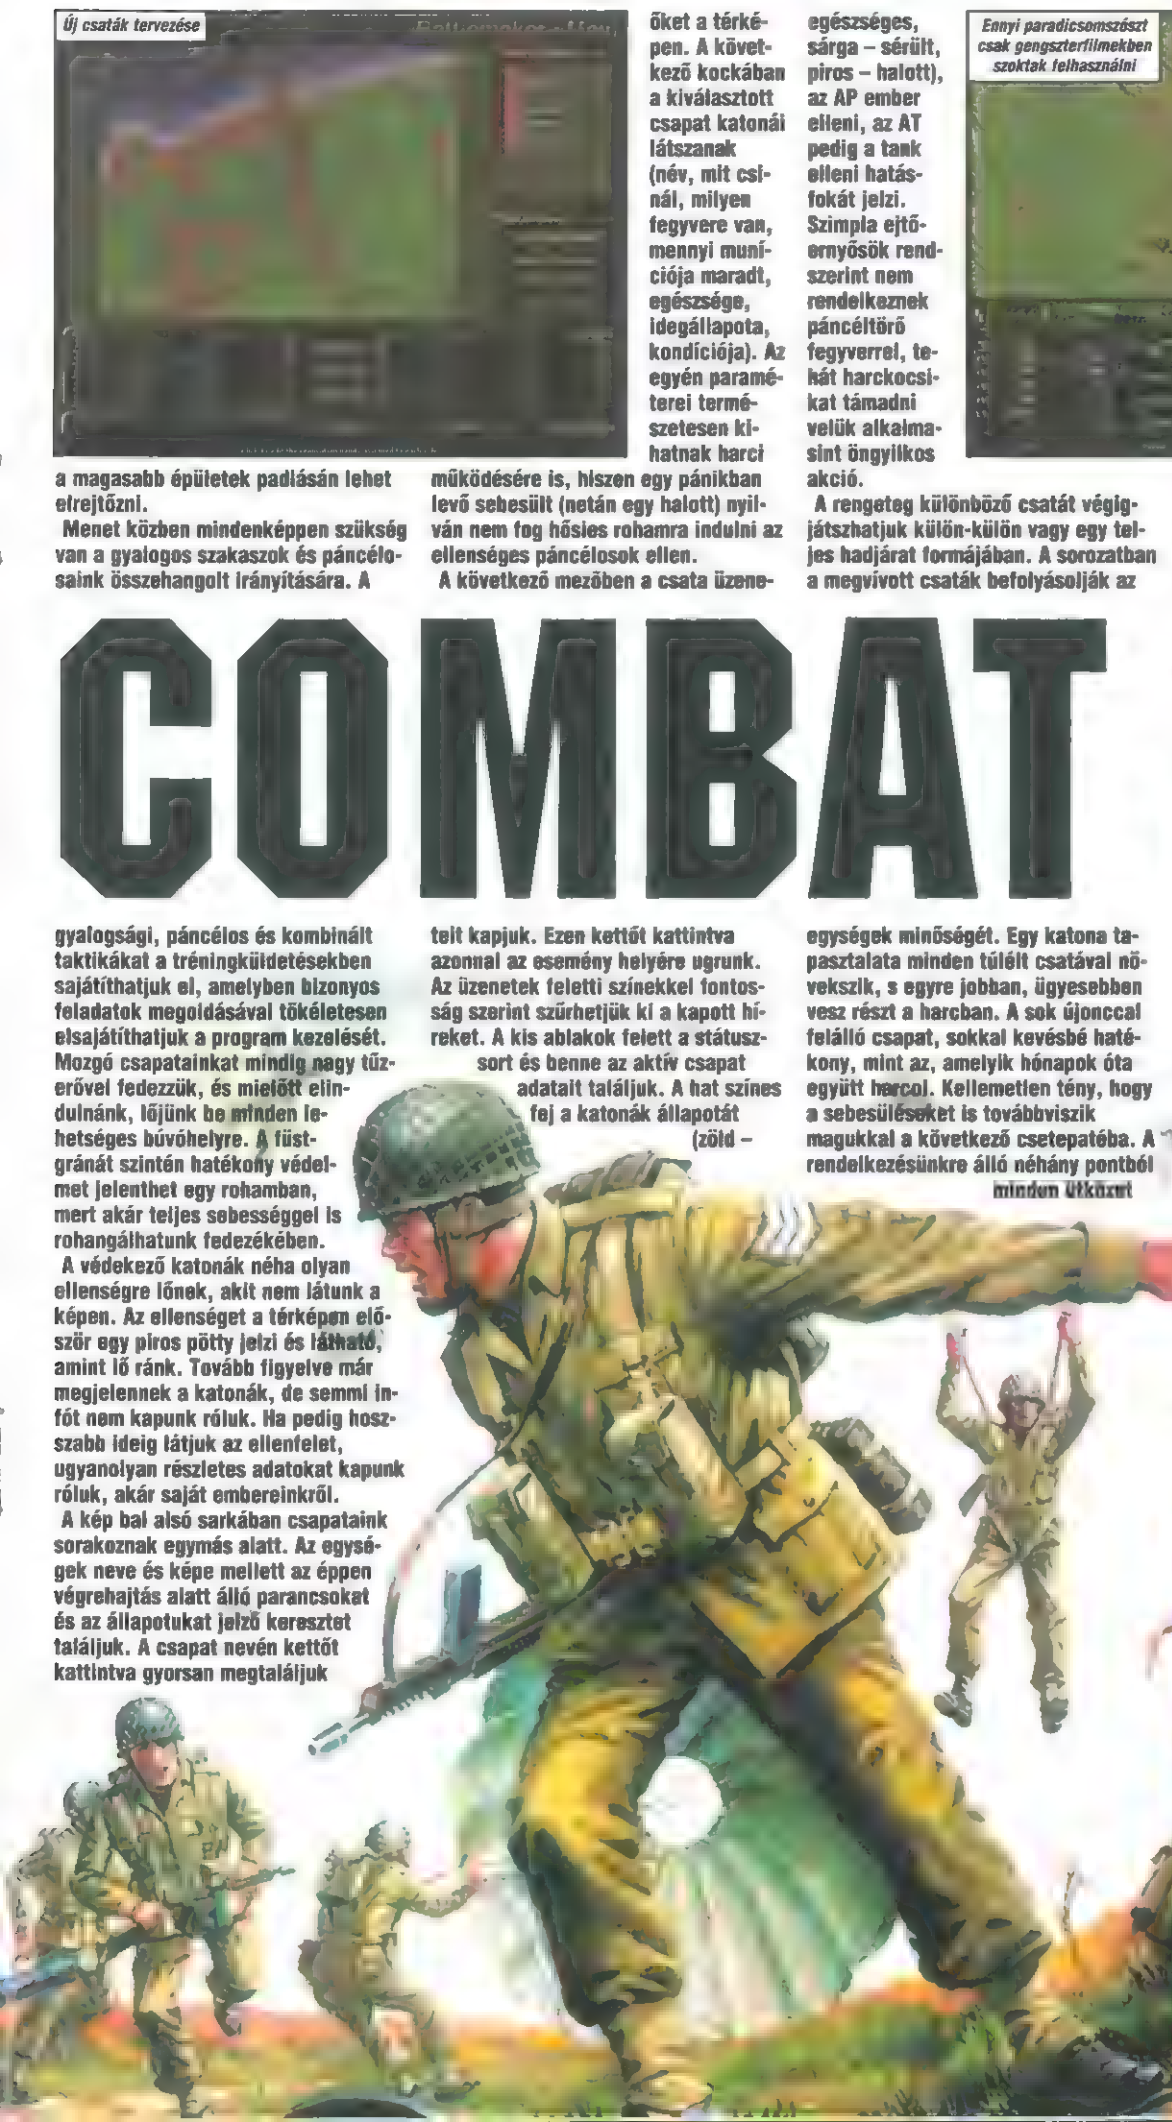 Új csaták tervezése
a magasabb épületek padlásán lehet
elrejtőzni.
Menet közben mindenképpen szükség
van a gyalogos szakaszok és páncélo-
saink összehangolt irányítására. A
COMBAT
gyalogsági, páncélos és kombinált
taktikákat a tréningküldetésekben
sajátíthatjuk el, amelyben bizonyos
feladatok megoldásával tökéletesen
elsajátíthatjuk a program kezelését.
Mozgó csapatainkat mindig nagy tűz-
erővel fedezzük, és mielőtt elin-
dulnánk, lőjünk be minden le-
hetséges búvóhelyre. A füst-
gránát szintén hatékony védel-
met jelenthet egy rohamban,
mert akár teljes sebességgel is
rohangálhatunk fedezékében.
A védekező katonák néha olyan
ellenségre lőnek, akit nem látunk a
képen. Az ellenséget a térképen elő-
ször egy piros pötty jelzi és látható,
amint lő ránk. Tovább figyelve már
megjelennek a katonák, de semmi in-
fót nem kapunk róluk. Ha pedig hosz-
szabb ideig látjuk az ellenfelet,
ugyanolyan részletes adatokat kapunk
róluk, akár saját embereinkről.
A kép bal alsó sarkában csapataink
sorakoznak egymás alatt. Az egysé-
gek neve és képe mellett az éppen
végrehajtás alatt álló parancsokat
és az állapotukat jelző keresztet
találjuk. A csapat nevén kettőt
kattintva gyorsan megtaláljuk
őket a térké-
pen. A követ-
kező kockában
a kiválasztott
csapat katonái
látszanak
(név, mit csi-
nál, milyen
fegyvere van,
mennyi muní-
ciója maradt,
egészsége,
idegállapota,
kondíciója). Az
egyén paramé-
terei termé-
szetesen ki-
hatnak harci
működésére is, hiszen egy pánikban
levő sebesült (netán egy halott) nyil-
ván nem fog hősies rohamra indulni az
ellenséges páncélosok ellen.
A következő mezőben a csata üzene-
teit kapjuk. Ezen kettőt kattintva
azonnal az esemény helyére ugrunk.
Az üzenetek feletti színekkel fontos-
ság szerint szűrhetjük ki a kapott hí-
reket. A kis ablakok felett a státusz-
sort és benne az aktív csapat
adatait találjuk. A hat színes
fej a katonák állapotát
(zöld –
egészséges,
sárga – sérült,
piros – halott),
az AP ember
elleni, az AT
pedig a tank
elleni hatás-
fokát jelzi.
Szimpla ejtő-
ernyősök rend-
szerint nem
rendelkeznek
páncéltörő
fegyverrel, te-
hát harckocsi-
kat támadni
velük alkalma-
sint öngyilkos
akció.
A rengeteg különböző csatát végig-
játszhatjuk külön-külön vagy egy tel-
jes hadjárat formájában. A sorozatban
a megvívott csaták befolyásolják az
egységek minőségét. Egy katona ta-
pasztalata minden túlélt csatával nö-
vekszik, s egyre jobban, ügyesebben
vesz részt a harcban. A sok újonccal
felálló csapat, sokkal kevésbé haté-
kony, mint az, amelyik hónapok óta
együtt harcol. Kellemetlen tény, hogy
a sebesüléseket is továbbviszik
magukkal a következő csetepatéba. A
rendelkezésünkre álló néhány pontból
minden ütközet
Ennyi paradicsomszószt
csak gengszterfilmekben
szoktak felhasználni